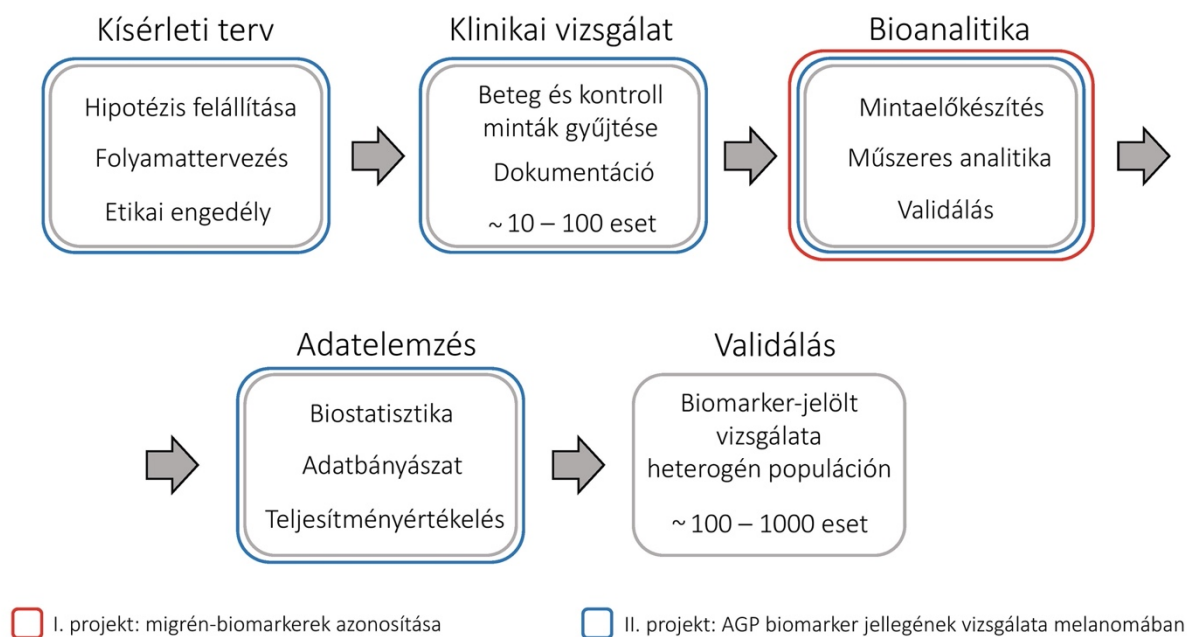 Kísérleti terv
Hipotézis felállítása
Folyamattervezés
Etikai engedély
Klinikai vizsgálat
Beteg és kontroll
minták gyűjtése
Dokumentáció
~ 10 – 100 eset
Bioanalitika
Mintaelőkészítés
Műszeres analitika
Validálás
Adatelemzés
Biostatisztika
Adatbányászat
Teljesítményértékelés
Validálás
Biomarker-jelölt
vizsgálata
heterogén populáción
~ 100 – 1000 eset
I. projekt: migrén-biomarkerek azonosítása
II. projekt: AGP biomarker jellegének vizsgálata melanomában